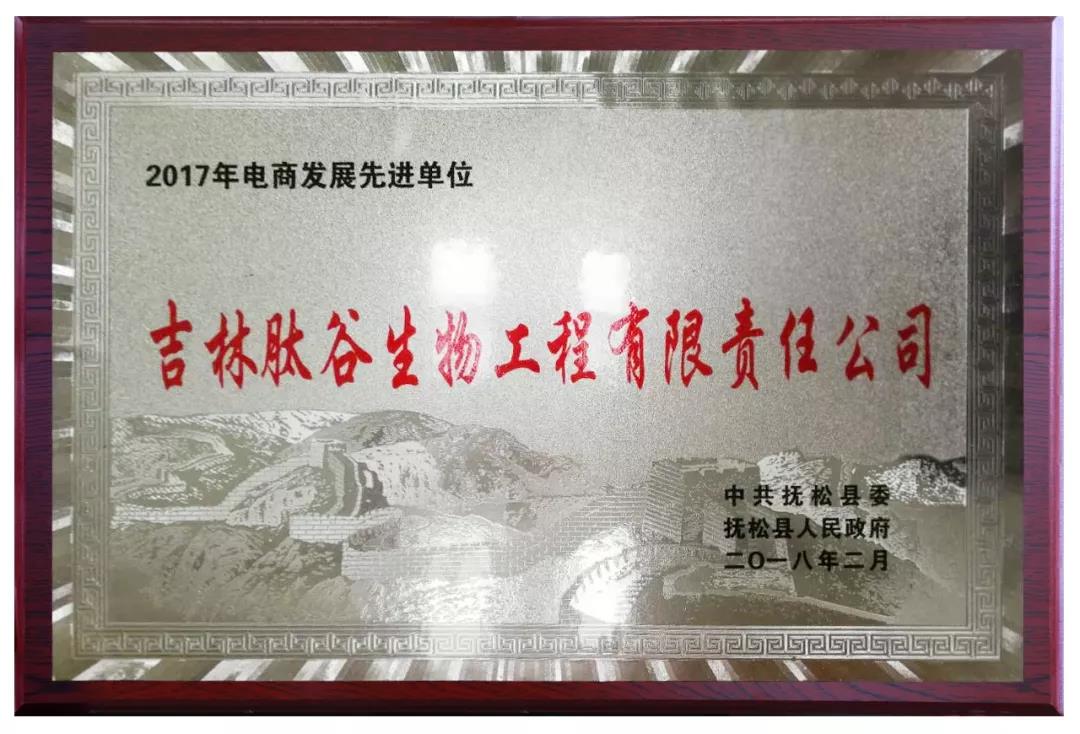 2017年电商发展先进单位
吉林肽谷生物工程有限责任公司
中共抚松县委
抚松县人民政府
二〇一八年二月